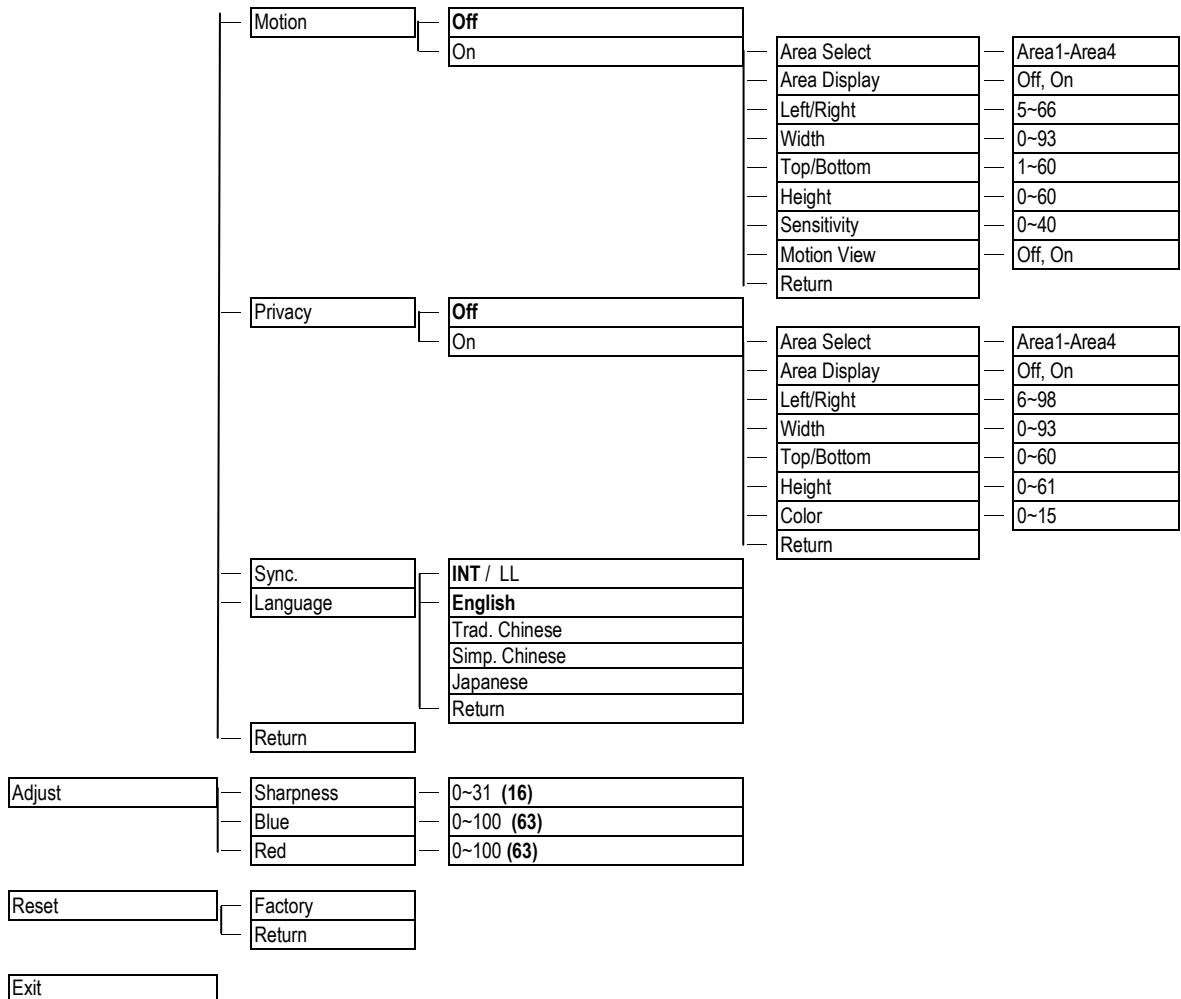 Motion Off
On
Area Select Area1-Area4
Area Display Off, On
Left/Right 5~66
Width 0~93
Top/Bottom 1~60
Height 0~60
Sensitivity 0~40
Motion View Off, On
Return
Privacy Off
On
Area Select Area1-Area4
Area Display Off, On
Left/Right 6~98
Width 0~93
Top/Bottom 0~60
Height 0~61
Color 0~15
Return
Sync. INT / LL
Language English
Trad. Chinese
Simp. Chinese
Japanese
Return
Return
Adjust Sharpness 0~31 (16)
Blue 0~100 (63)
Red 0~100 (63)
Reset Factory
Return
Exit